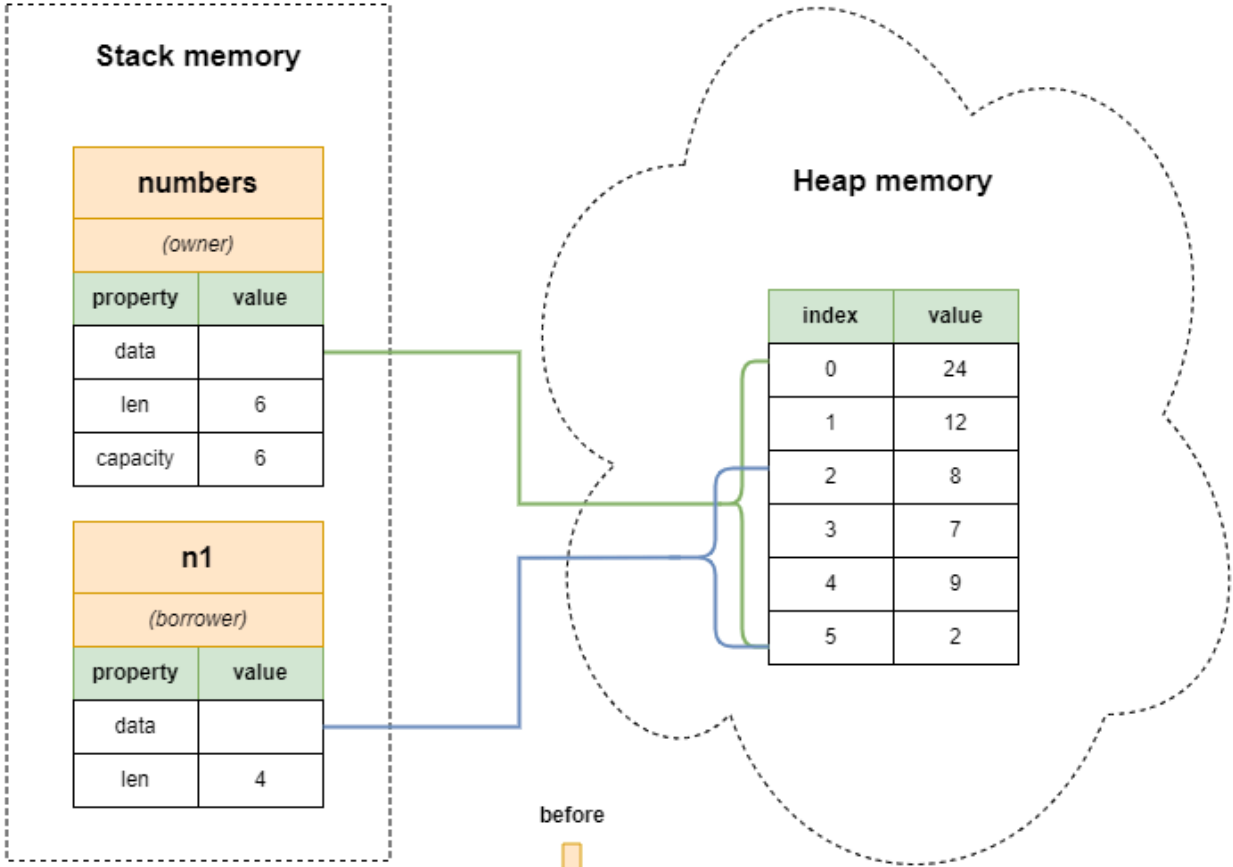 Stack memory
numbers
(owner)
property value
data
len 6
capacity 6
n1
(borrower)
property value
data
len 4
Heap memory
index value
0 24
1 12
2 8
3 7
4 9
5 2
before